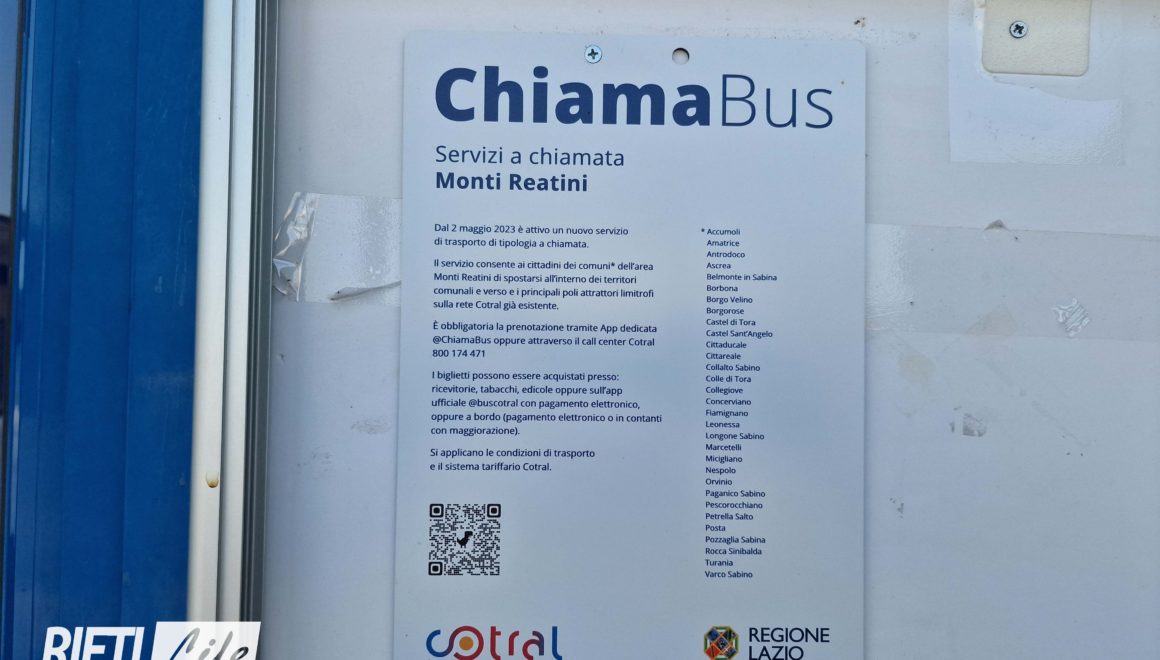 ChiamaBus
Servizi a chiamata
Monti Reatini
Dal 2 maggio 2023 è attivo un nuovo servizio
di trasporto di tipologia a chiamata.
Il servizio consente ai cittadini dei comuni* dell'area
Monti Reatini di spostarsi all'interno dei territori
comunali e verso e i principali poli attrattori limitrofi
sulla rete Cotral già esistente.
È obbligatoria la prenotazione tramite App dedicata
@ChiamaBus oppure attraverso il call center Cotral
800 174 471
I biglietti possono essere acquistati presso:
ricevitorie, tabacchi, edicole oppure sull'app
ufficiale @buscotral con pagamento elettronico,
oppure a bordo (pagamento elettronico o in contanti
con maggiorazione).
Si applicano le condizioni di trasporto
e il sistema tariffario Cotral.
* Accumoli
Amatrice
Antrodoco
Ascrea
Belmonte in Sabina
Borbona
Borgo Velino
Borgorose
Castel di Tora
Castel Sant'Angelo
Cittaducale
Cittareale
Collalto Sabino
Colle di Tora
Collegiove
Concerviano
Fiamignano
Leonessa
Longone Sabino
Marcetelli
Micigliano
Nespolo
Orvinio
Paganico Sabino
Pescorocchiano
Petrella Salto
Posta
Pozzaglia Sabina
Rocca Sinibalda
Turania
Varco Sabino
cotral
REGIONE
LAZIO
RIETI Life